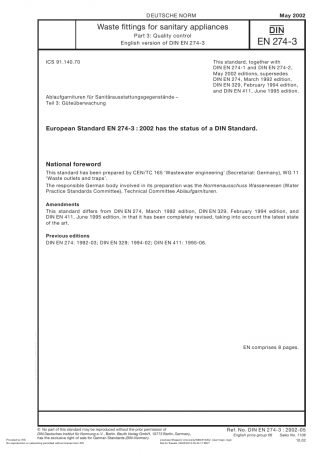 DEUTSCHE NORM
May 2002
Waste fittings for sanitary appliances
Part 3: Quality control
English version of DIN EN 274-3
DIN
EN 274-3
ICS 91.140.70
This standard, together with
DIN EN 274-1 and DIN EN 274-2,
May 2002 editions, supersedes
DIN EN 274, March 1992 edition,
DIN EN 329, February 1994 edition,
and DIN EN 411, June 1995 edition.
Ablaufgarnituren für Sanitärausstattungsgegenstände –
Teil 3: Güteüberwachung
European Standard EN 274-3 : 2002 has the status of a DIN Standard.
National foreword
This standard has been prepared by CEN/TC 165 'Wastewater engineering' (Secretariat: Germany), WG 11
'Waste outlets and traps'.
The responsible German body involved in its preparation was the Normenausschuss Wasserwesen (Water
Practice Standards Committee), Technical Committee Ablaufgarnituren.
Amendments
This standard differs from DIN EN 274, March 1992 edition, DIN EN 329, February 1994 edition, and
DIN EN 411, June 1995 edition, in that it has been completely revised, taking into account the latest state
of the art.
Previous editions
DIN EN 274: 1992-03; DIN EN 329: 1994-02; DIN EN 411: 1995-06.
EN comprises 8 pages.
© No part of this standard may be reproduced without the prior permission of
DIN Deutsches Institut für Normung e.V., Berlin. Beuth Verlag GmbH, 10772 Berlin, Germany,
has the exclusive right of sale for German Standards (DIN-Normen).
Ref. No. DIN EN 274-3 : 2002-05
English price group 06 Sales No. 1106
10.02